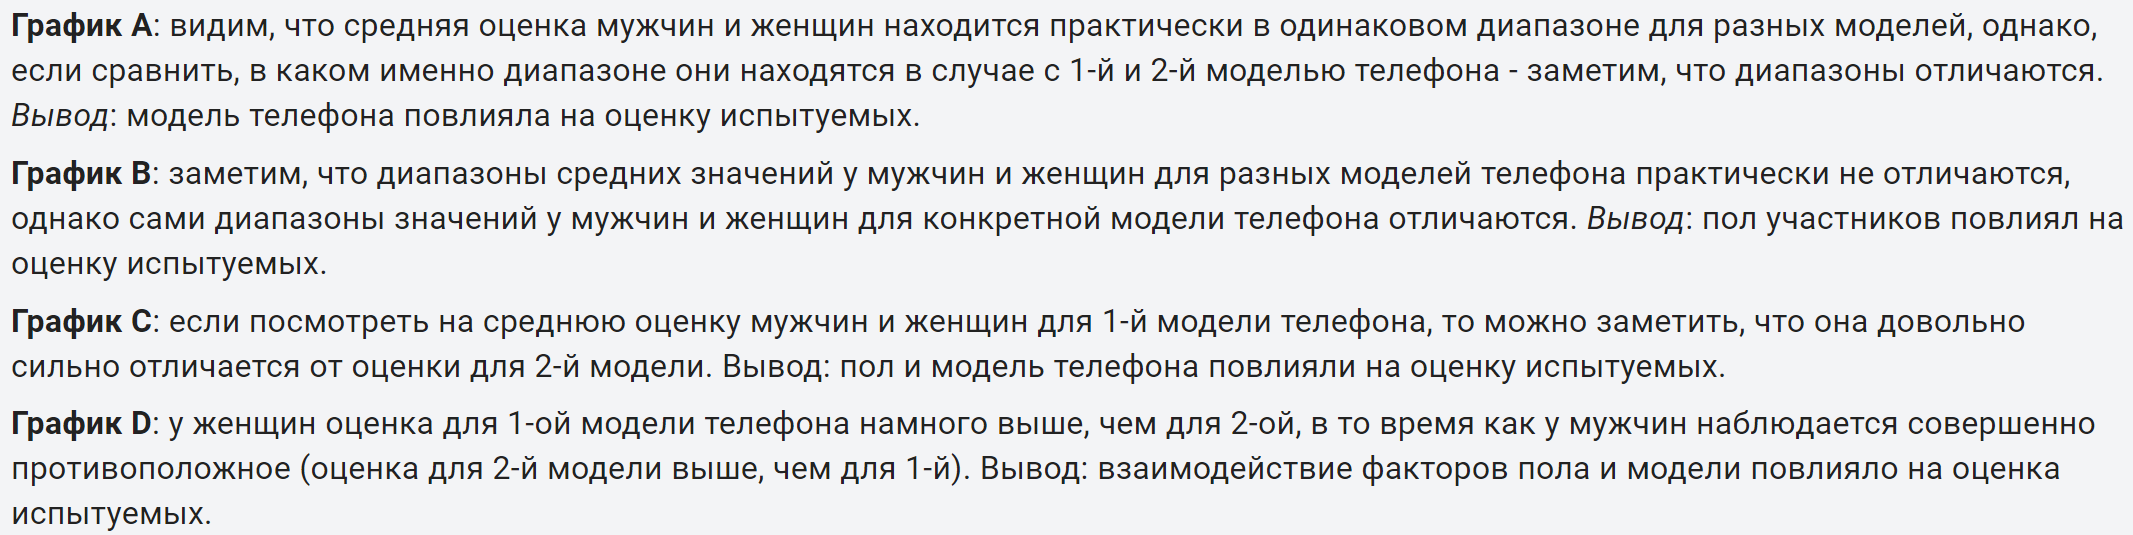 График A: видим, что средняя оценка мужчин и женщин находится практически в одинаковом диапазоне для разных моделей, однако,
если сравнить, в каком именно диапазоне они находятся в случае с 1-й и 2-й моделью телефона - заметим, что диапазоны отличаются.
Вывод: модель телефона повлияла на оценку испытуемых.
График B: заметим, что диапазоны средних значений у мужчин и женщин для разных моделей телефона практически не отличаются,
однако сами диапазоны значений у мужчин и женщин для конкретной модели телефона отличаются. Вывод: пол участников повлиял на
оценку испытуемых.
График C: если посмотреть на среднюю оценку мужчин и женщин для 1-й модели телефона, то можно заметить, что она довольно
сильно отличается от оценки для 2-й модели. Вывод: пол и модель телефона повлияли на оценку испытуемых.
График D: у женщин оценка для 1-ой модели телефона намного выше, чем для 2-ой, в то время как у мужчин наблюдается совершенно
противоположное (оценка для 2-й модели выше, чем для 1-й). Вывод: взаимодействие факторов пола и модели повлияло на оценка
испытуемых.